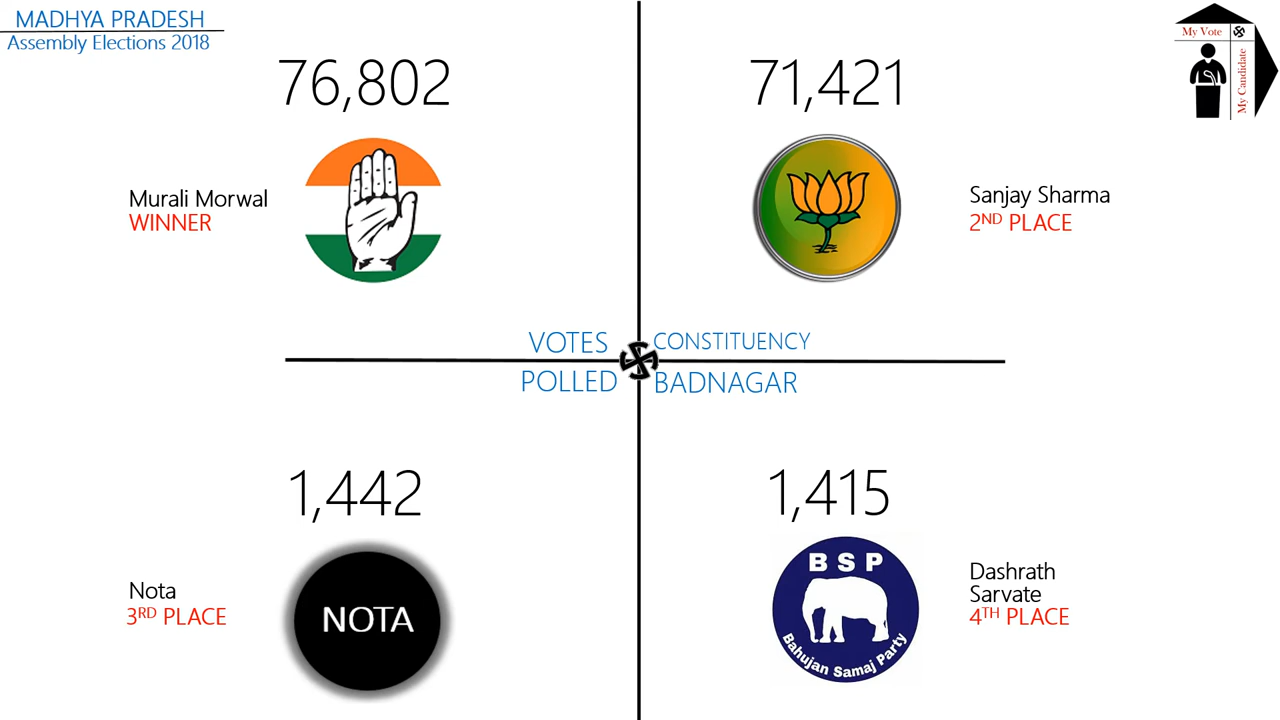 MADHYA PRADESH
Assembly Elections 2018
My Vote
My Candidate
76,802
Murali Morwal
WINNER
71,421
Sanjay Sharma
2ND PLACE
VOTES
POLLED
CONSTITUENCY
BADNAGAR
1,442
Nota
3RD PLACE
NOTA
1,415
BSP
Bahujan Samaj Party
Dashrath
Sarvate
4TH PLACE